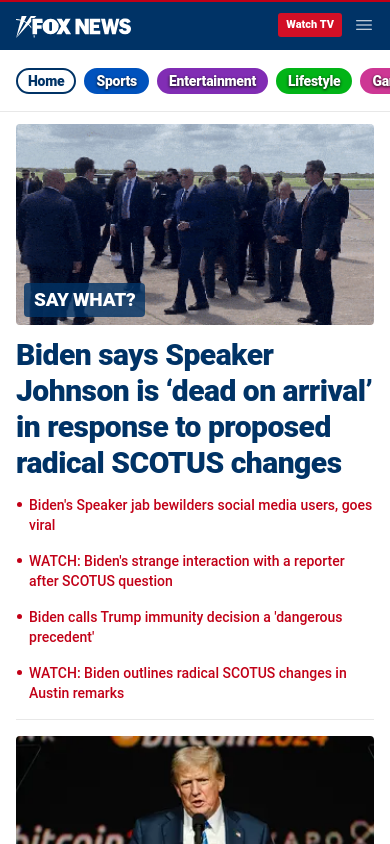 FOX NEWS
Watch TV
Home
Sports
Entertainment
Lifestyle
SAY WHAT?
Biden says Speaker
Johnson is ‘dead on arrival’
in response to proposed
radical SCOTUS changes
• Biden's Speaker jab bewilders social media users, goes
viral
• WATCH: Biden's strange interaction with a reporter
after SCOTUS question
• Biden calls Trump immunity decision a 'dangerous
precedent'
• WATCH: Biden outlines radical SCOTUS changes in
Austin remarks
Bitcoin2024
bitcoin